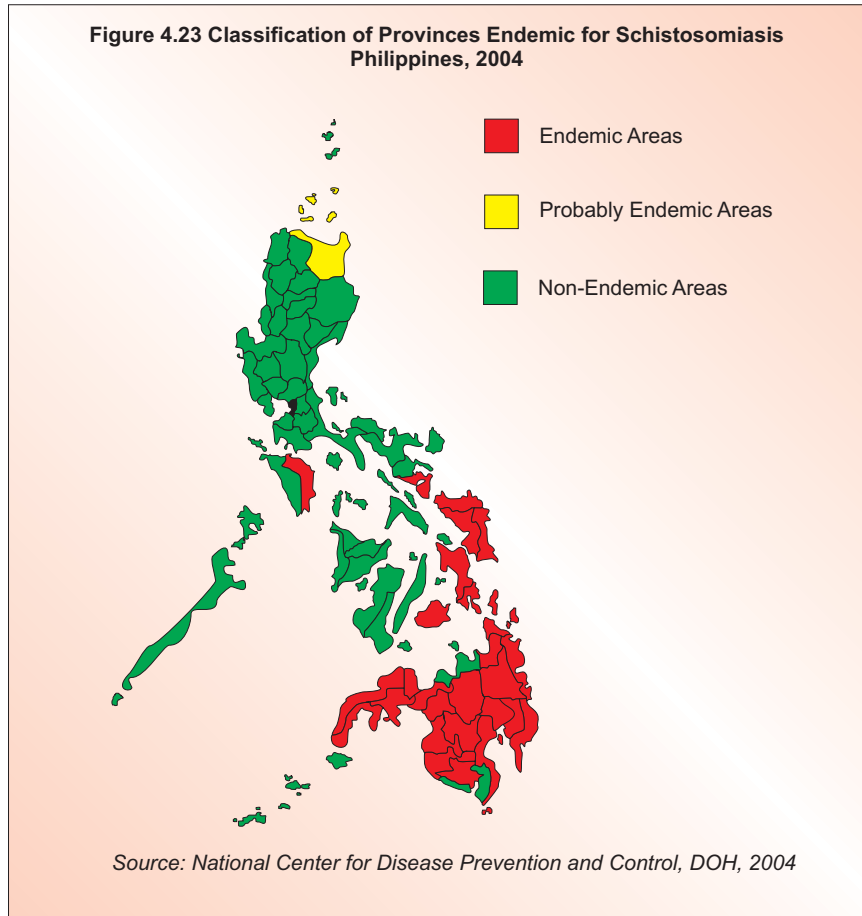 Figure 4.23 Classification of Provinces Endemic for Schistosomiasis
Philippines, 2004
Endemic Areas
Probably Endemic Areas
Non-Endemic Areas
Source: National Center for Disease Prevention and Control, DOH, 2004